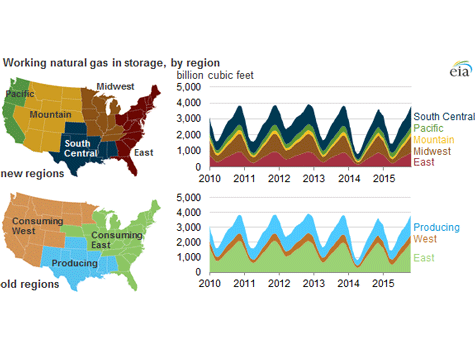 Working natural gas in storage, by region
billion cubic feet
eia
Pacific
Mountain
Midwest
South
Central
East
new regions
5,000
4,000
3,000
2,000
1,000
0
2010 2011 2012 2013 2014 2015
South Central
Pacific
Mountain
Midwest
East
Consuming
West
Consuming
East
Producing
old regions
5,000
4,000
3,000
2,000
1,000
0
2010 2011 2012 2013 2014 2015
Producing
West
East